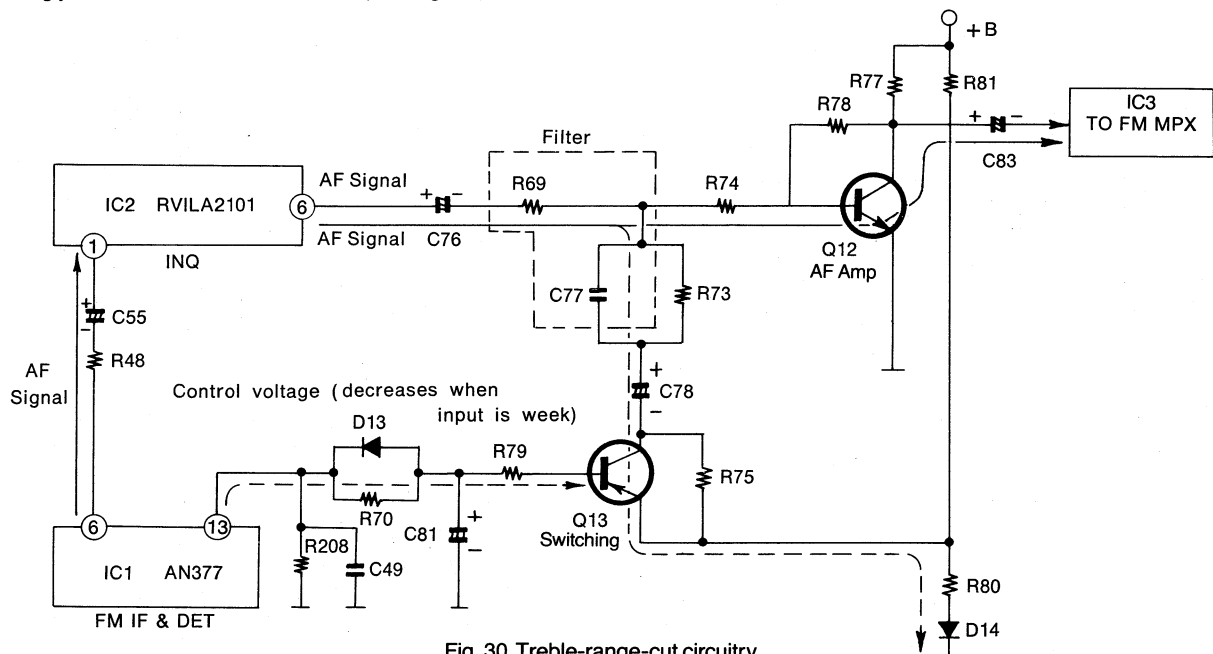 +B
R77
R81
R78
IC3
TO FM MPX
+ -
C83
Filter
AF Signal
+ -
R69
R74
IC2 RVILA2101
6
AF Signal
C76
Q12
AF Amp
1
INQ
C77
R73
+
C55
-
R48
AF
Signal
+
C78
-
Control voltage (decreases when
input is week)
D13
R79
R75
R70
C81
+
-
Q13
Switching
6
13
R208
C49
R80
IC1 AN377
D14
FM IF & DET
Fig. 30 Treble-range-cut circuitry